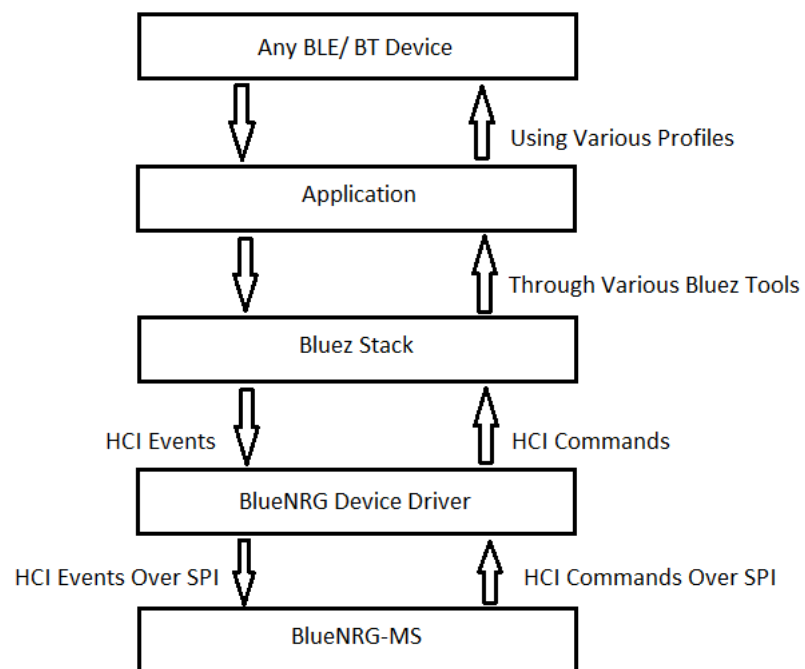 Any BLE/ BT Device
Using Various Profiles
Application
Through Various Bluez Tools
Bluez Stack
HCI Events
HCI Commands
BlueNRG Device Driver
HCI Events Over SPI
HCI Commands Over SPI
BlueNRG-MS